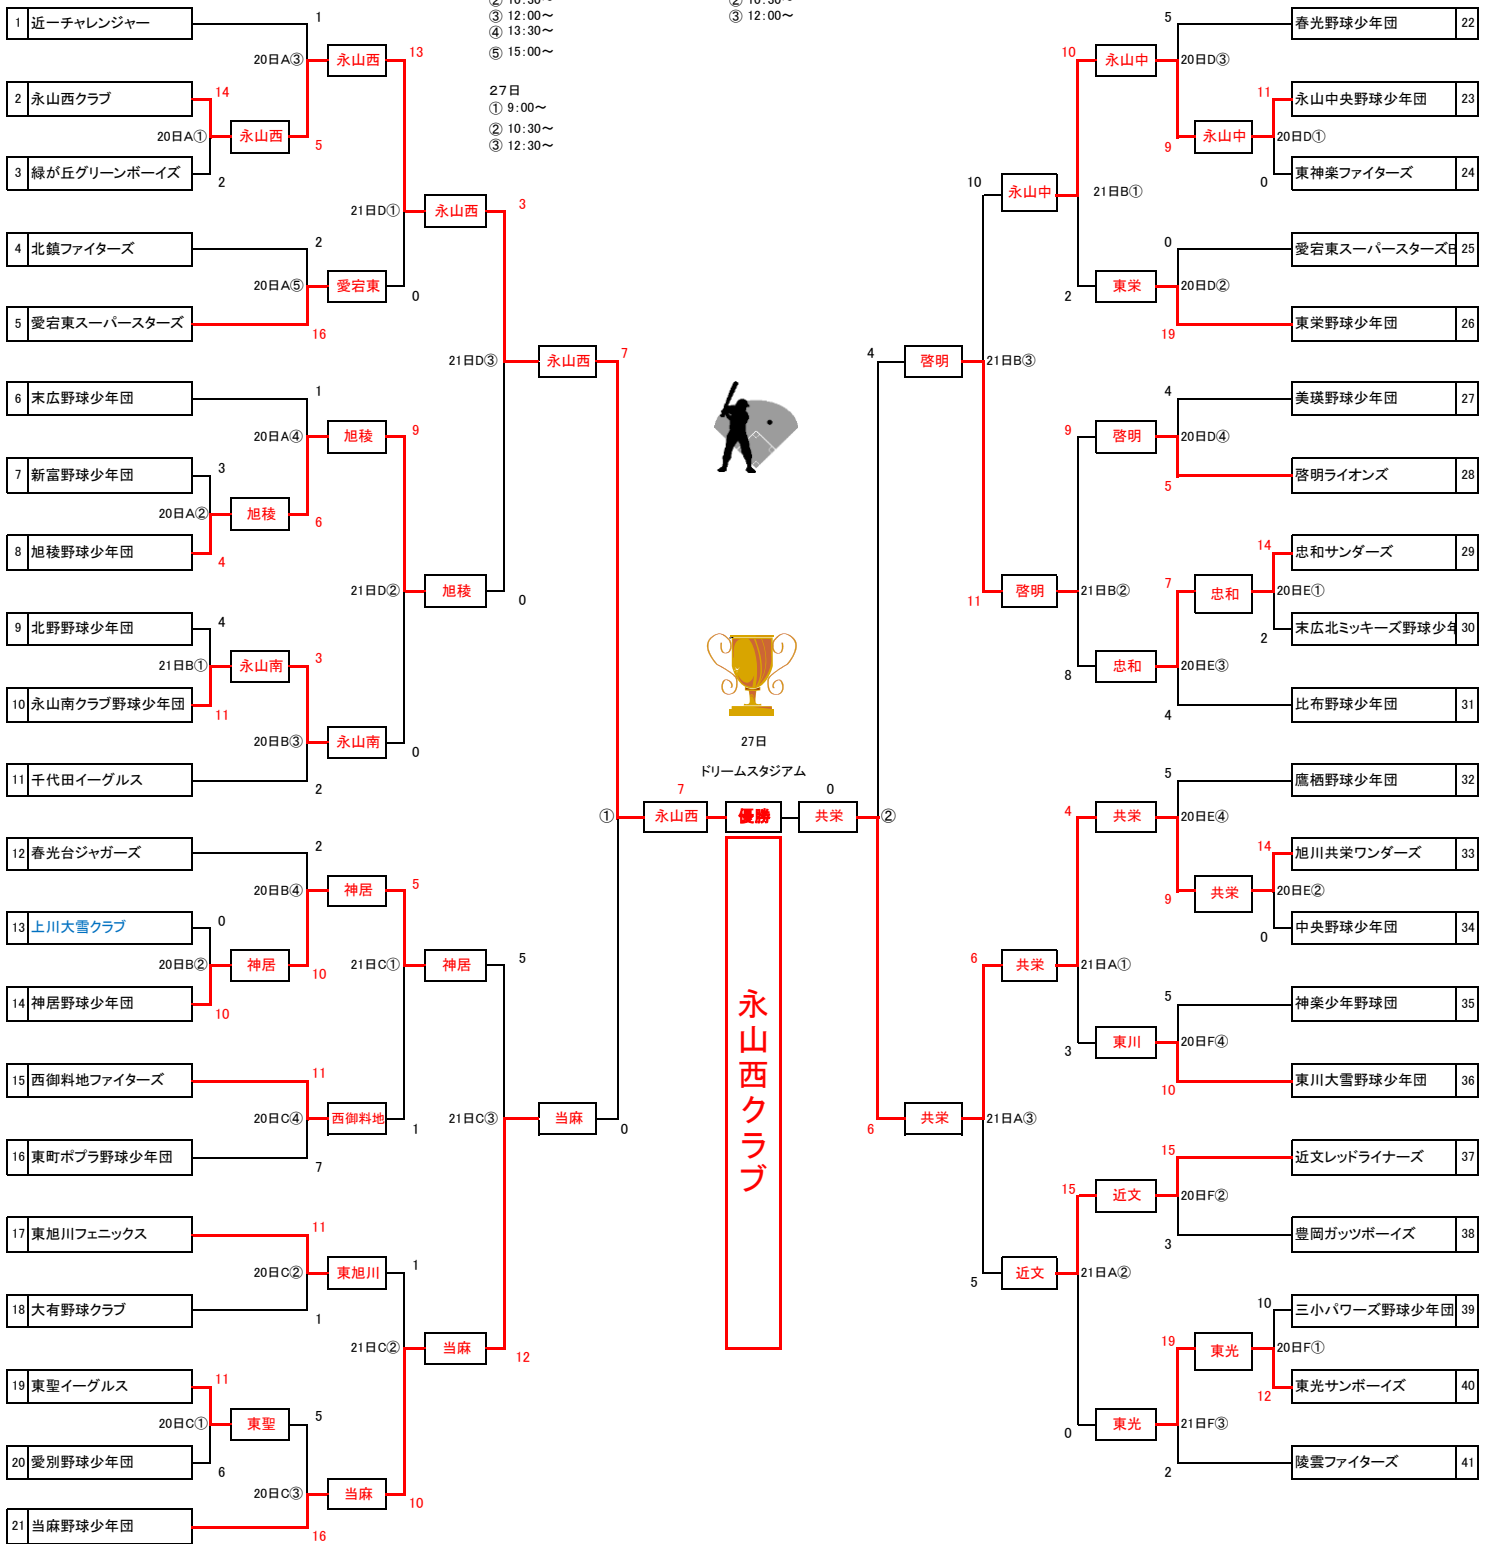 ② 10:30～
③ 12:00～
④ 13:30～
⑤ 15:00～
27日
① 9:00～
② 10:30～
③ 12:30～
③ 12:00～
1 近一チャレンジャー 1
20日A③ 永山西 13
2 永山西クラブ 14
20日A① 永山西 5
3 緑が丘グリーンボーイズ 2
21日D① 永山西 3
4 北鎮ファイターズ 2
20日A⑤ 愛宕東 0
5 愛宕東スーパースターズ 16
21日D③ 永山西 7
6 末広野球少年団 1
20日A④ 旭稜 9
7 新富野球少年団 3
20日A② 旭稜 6
8 旭稜野球少年団 4
21日D② 旭稜 0
9 北野野球少年団 4
21日B① 永山南 3
10 永山南クラブ野球少年団 11
20日B③ 永山南 0
11 千代田イーグルス 2
12 春光台ジャガーズ 2
20日B④ 神居 5
13 上川大雪クラブ 0
20日B② 神居 10
21日C① 神居 5
14 神居野球少年団 10
15 西御料地ファイターズ 11
20日C④ 西御料地 1
16 東町ポプラ野球少年団 7
21日C③ 当麻 0
17 東旭川フェニックス 11
20日C② 東旭川 1
18 大有野球クラブ 1
21日C② 当麻 12
19 東聖イーグルス 11
20日C① 東聖 5
20 愛別野球少年団 6
20日C③ 当麻 10
21 当麻野球少年団 16
27日
ドリームスタジアム
7 0
① 永山西 優勝 共栄 ②
永山西クラブ
5 春光野球少年団 22
10 永山中 20日D③
11 永山中央野球少年団 23
9 永山中 20日D①
0 東神楽ファイターズ 24
10 永山中 21日B①
0 愛宕東スーパースターズB 25
2 東栄 20日D②
19 東栄野球少年団 26
4 啓明 21日B③
4 美瑛野球少年団 27
9 啓明 20日D④
5 啓明ライオンズ 28
14 忠和サンダーズ 29
7 忠和 20日E①
11 啓明 21日B②
2 末広北ミッキーズ野球少年 30
8 忠和 20日E③
4 比布野球少年団 31
5 鷹栖野球少年団 32
4 共栄 20日E④
14 旭川共栄ワンダーズ 33
9 共栄 20日E②
0 中央野球少年団 34
6 共栄 21日A①
5 神楽少年野球団 35
3 東川 20日F④
10 東川大雪野球少年団 36
6 共栄 21日A③
15 近文レッドライナーズ 37
15 近文 20日F②
3 豊岡ガッツボーイズ 38
5 近文 21日A②
10 三小パワーズ野球少年団 39
19 東光 20日F①
12 東光サンボーイズ 40
0 東光 21日F③
2 陵雲ファイターズ 41